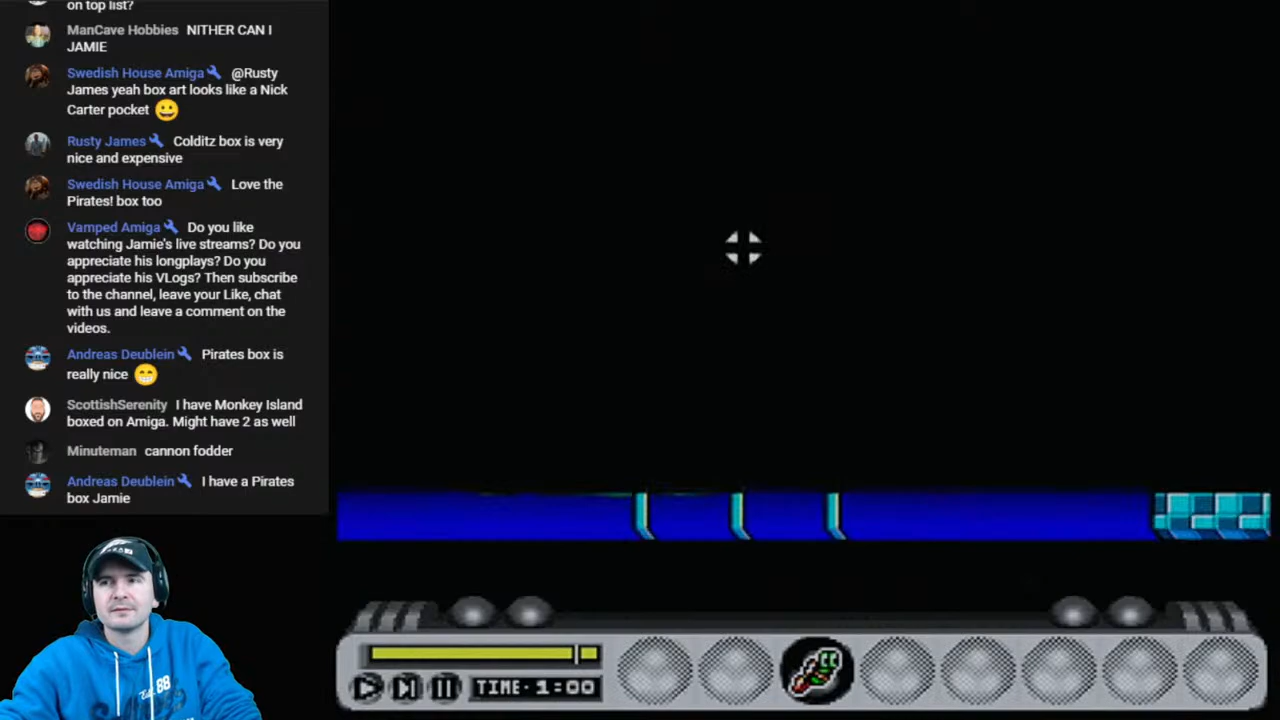 on top list?
ManCave Hobbies NITHER CAN I
JAMIE
Swedish House Amiga @Rusty
James yeah box art looks like a Nick
Carter pocket
Rusty James Colditz box is very
nice and expensive
Swedish House Amiga Love the
Pirates! box too
Vamped Amiga Do you like
watching Jamie's live streams? Do you
appreciate his longplays? Do you
appreciate his VLogs? Then subscribe
to the channel, leave your Like, chat
with us and leave a comment on the
videos.
Andreas Deublein Pirates box is
really nice
ScottishSerenity I have Monkey Island
boxed on Amiga. Might have 2 as well
Minuteman cannon fodder
Andreas Deublein I have a Pirates
box Jamie
TIME·1:00